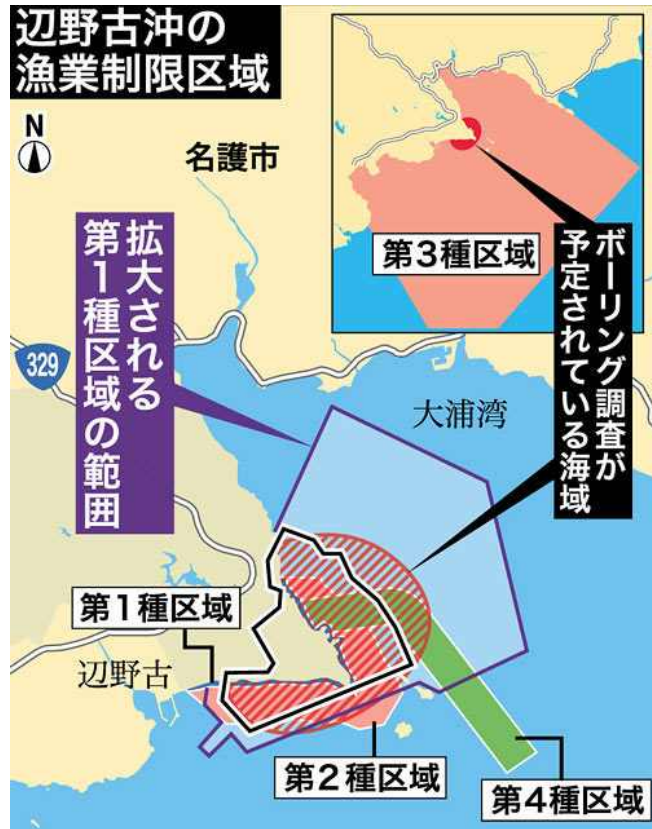 辺野古沖の
漁業制限区域
N
名護市
拡大される
第1種区域の範囲
329
第3種区域
ボーリング調査が
予定されている海域
大浦湾
第1種区域
辺野古
第2種区域
第4種区域